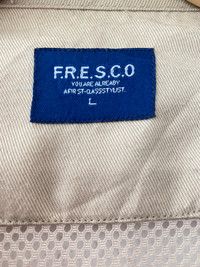 F.R.E.S.C.O
YOU ARE ALREADY
A FIRST-CLASS STYLIST.
L